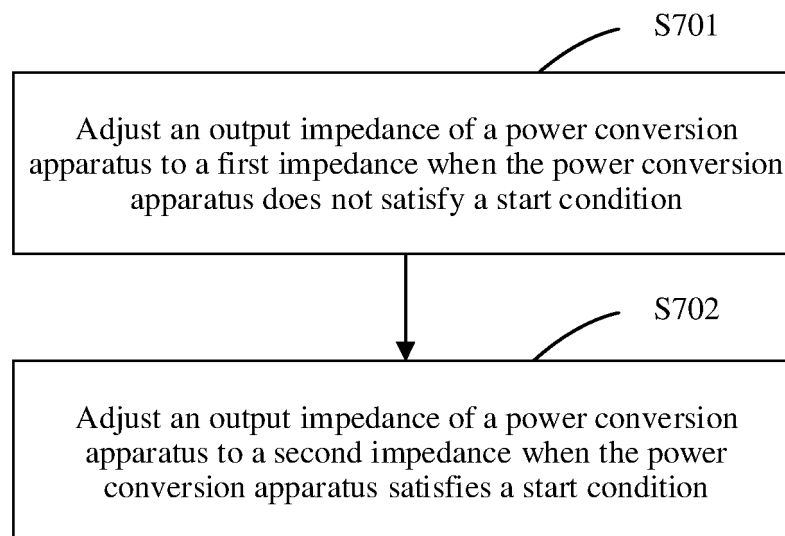 S701
Adjust an output impedance of a power conversion
apparatus to a first impedance when the power conversion
apparatus does not satisfy a start condition
S702
Adjust an output impedance of a power conversion
apparatus to a second impedance when the power
conversion apparatus satisfies a start condition